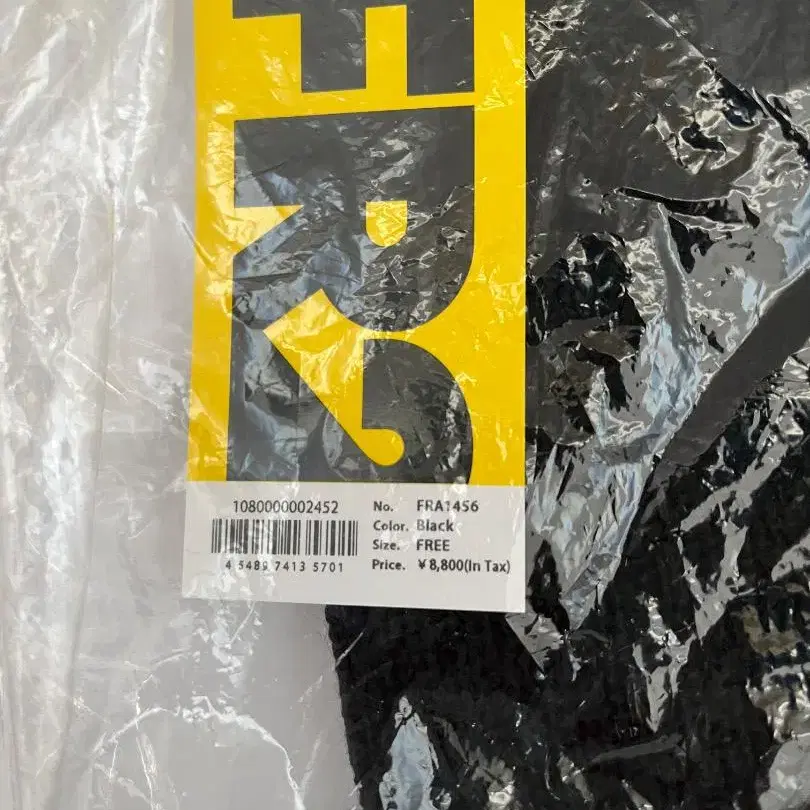 1080000002452
4 5489 7413 5701
No. FRA1456
Color. Black
Size. FREE
Price. ￥8,800(In Tax)